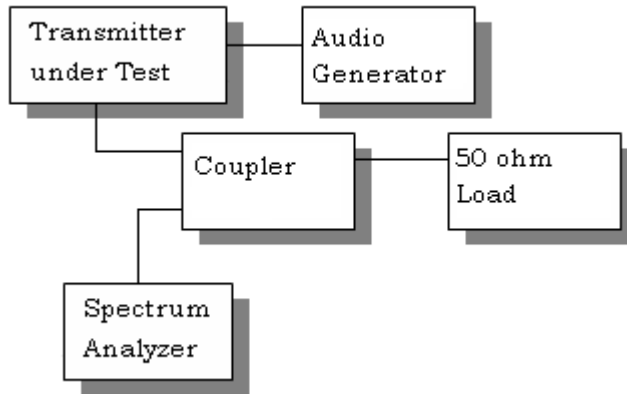 Transmitter
under Test
Audio
Generator
Coupler
50 ohm
Load
Spectrum
Analyzer